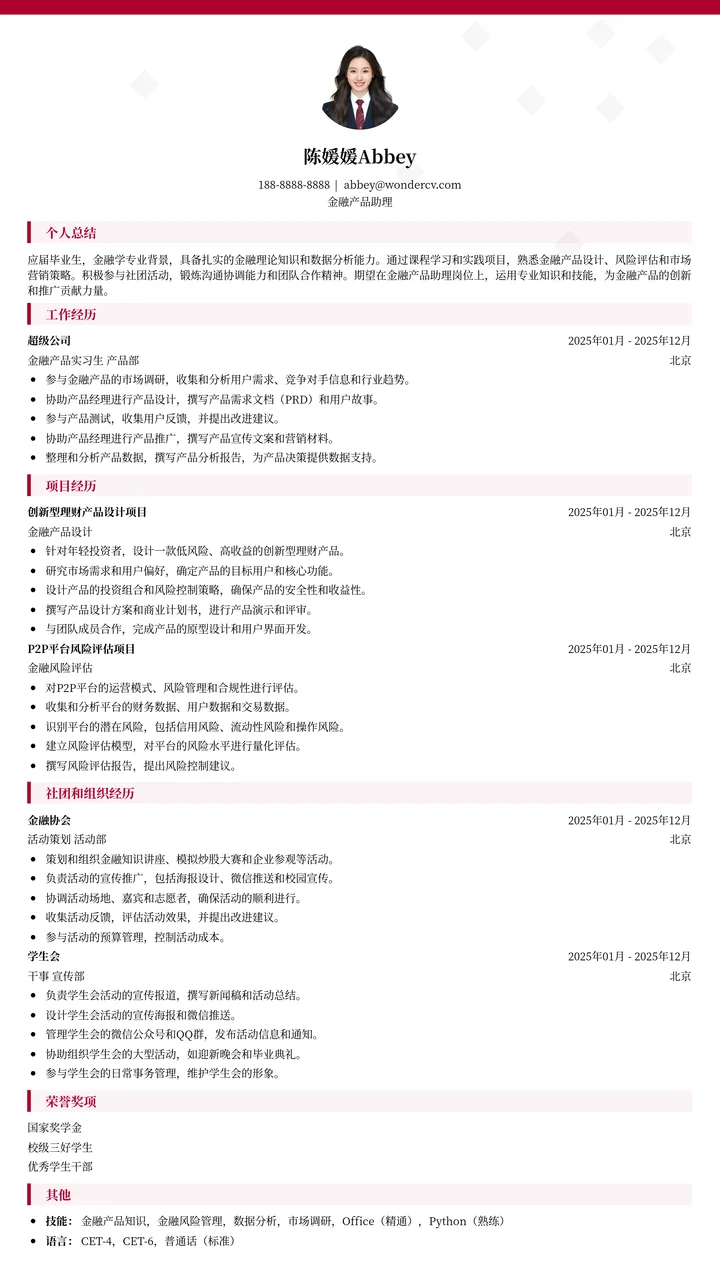 陈媛媛Abbey
188-8888-8888 | abbey@wondercv.com
金融产品助理
个人总结
应届毕业生，金融学专业背景，具备扎实的金融理论知识和数据分析能力。通过课程学习和实践项目，熟悉金融产品设计、风险评估和市场
营销策略。积极参与社团活动，锻炼沟通协调能力和团队合作精神。期望在金融产品助理岗位上，运用专业知识和技能，为金融产品的创新
和推广贡献力量。
工作经历
超级公司 2025年01月 - 2025年12月
金融产品实习生 产品部 北京
• 参与金融产品的市场调研，收集和分析用户需求、竞争对手信息和行业趋势。
• 协助产品经理进行产品设计，撰写产品需求文档（PRD）和用户故事。
• 参与产品测试，收集用户反馈，并提出改进建议。
• 协助产品经理进行产品推广，撰写产品宣传文案和营销材料。
• 整理和分析产品数据，撰写产品分析报告，为产品决策提供数据支持。
项目经历
创新型理财产品设计项目 2025年01月 - 2025年12月
金融产品设计 北京
• 针对年轻投资者，设计一款低风险、高收益的创新型理财产品。
• 研究市场需求和用户偏好，确定产品的目标用户和核心功能。
• 设计产品的投资组合和风险控制策略，确保产品的安全性和收益性。
• 撰写产品设计方案和商业计划书，进行产品演示和评审。
• 与团队成员合作，完成产品的原型设计和用户界面开发。
P2P平台风险评估项目 2025年01月 - 2025年12月
金融风险评估 北京
• 对P2P平台的运营模式、风险管理和合规性进行评估。
• 收集和分析平台的财务数据、用户数据和交易数据。
• 识别平台的潜在风险，包括信用风险、流动性风险和操作风险。
• 建立风险评估模型，对平台的风险水平进行量化评估。
• 撰写风险评估报告，提出风险控制建议。
社团和组织经历
金融协会 2025年01月 - 2025年12月
活动策划 活动部 北京
• 策划和组织金融知识讲座、模拟炒股大赛和企业参观等活动。
• 负责活动的宣传推广，包括海报设计、微信推送和校园宣传。
• 协调活动场地、嘉宾和志愿者，确保活动的顺利进行。
• 收集活动反馈，评估活动效果，并提出改进建议。
• 参与活动的预算管理，控制活动成本。
学生会 2025年01月 - 2025年12月
干事 宣传部 北京
• 负责学生会活动的宣传报道，撰写新闻稿和活动总结。
• 设计学生会活动的宣传海报和微信推送。
• 管理学生会的微信公众号和QQ群，发布活动信息和通知。
• 协助组织学生会的大型活动，如迎新晚会和毕业典礼。
• 参与学生会的日常事务管理，维护学生会的形象。
荣誉奖项
国家奖学金
校级三好学生
优秀学生干部
其他
• 技能： 金融产品知识，金融风险管理，数据分析，市场调研，Office（精通），Python（熟练）
• 语言： CET-4，CET-6，普通话（标准）